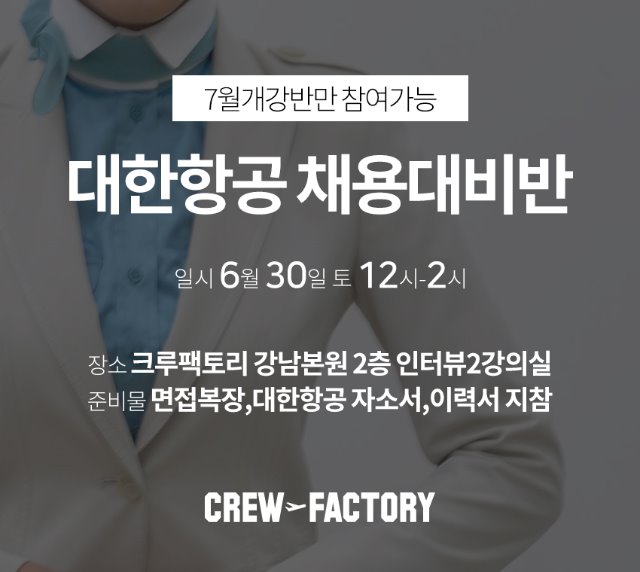 7월개강반만 참여가능
대한항공 채용대비반
일시 6월 30일 토 12시-2시
장소 크루팩토리 강남본원 2층 인터뷰2강의실
준비물 면접복장,대한항공 자소서,이력서 지참
CREW FACTORY